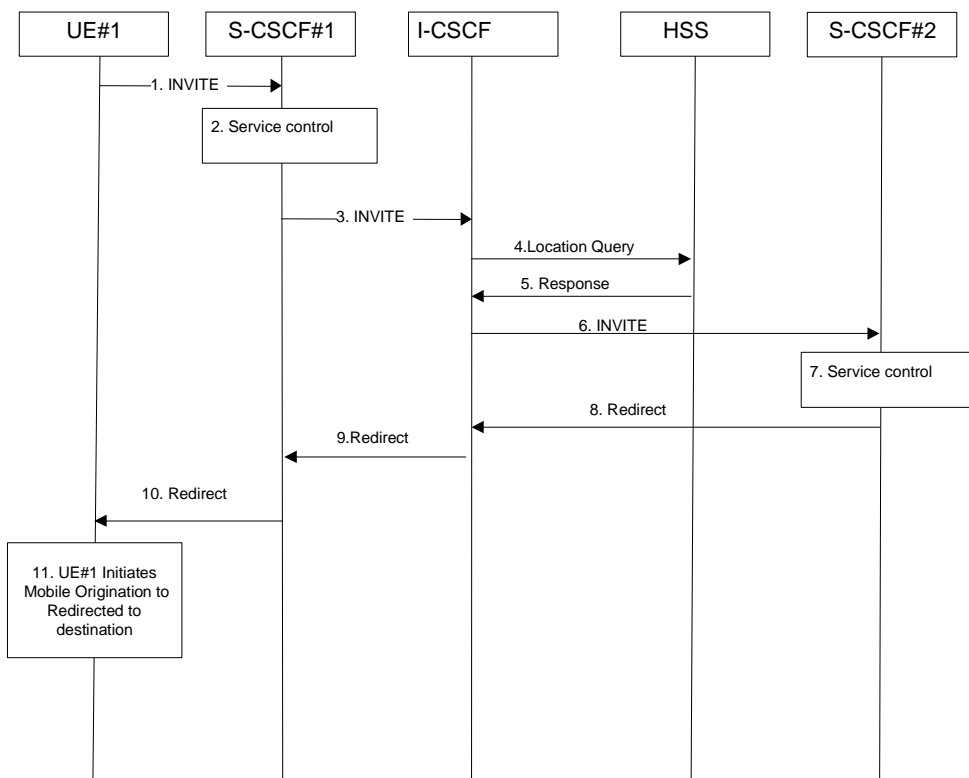 UE#1
S-CSCF#1
I-CSCF
HSS
S-CSCF#2
1. INVITE
2. Service control
3. INVITE
4.Location Query
5. Response
6. INVITE
7. Service control
8. Redirect
9.Redirect
10. Redirect
11. UE#1 Initiates
Mobile Origination to
Redirected to
destination